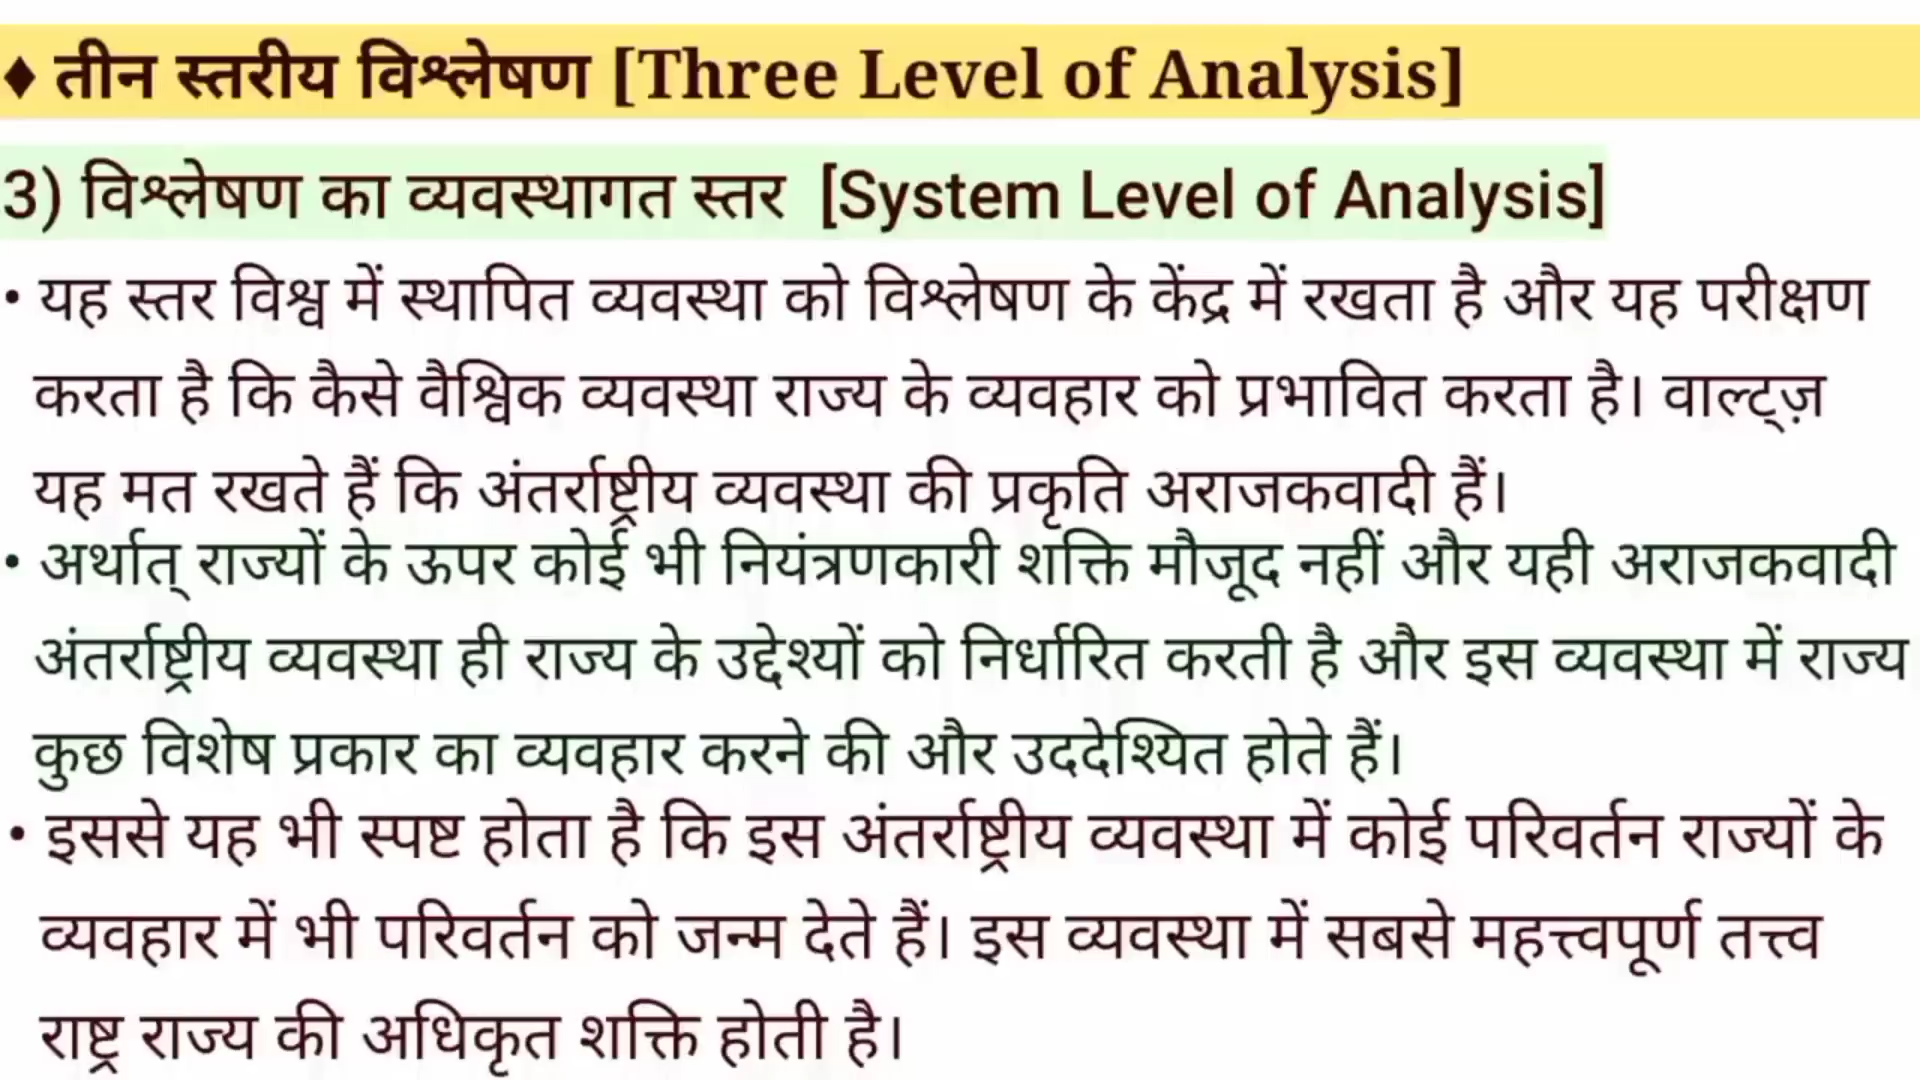 ♦ तीन स्तरीय विश्लेषण [Three Level of Analysis]
3) विश्लेषण का व्यवस्थागत स्तर [System Level of Analysis]
• यह स्तर विश्व में स्थापित व्यवस्था को विश्लेषण के केंद्र में रखता है और यह परीक्षण
करता है कि कैसे वैश्विक व्यवस्था राज्य के व्यवहार को प्रभावित करता है। वाल्ट्ज़
यह मत रखते हैं कि अंतर्राष्ट्रीय व्यवस्था की प्रकृति अराजकवादी हैं।
• अर्थात् राज्यों के ऊपर कोई भी नियंत्रणकारी शक्ति मौजूद नहीं और यही अराजकवादी
अंतर्राष्ट्रीय व्यवस्था ही राज्य के उद्देश्यों को निर्धारित करती है और इस व्यवस्था में राज्य
कुछ विशेष प्रकार का व्यवहार करने की और उददेश्यित होते हैं।
• इससे यह भी स्पष्ट होता है कि इस अंतर्राष्ट्रीय व्यवस्था में कोई परिवर्तन राज्यों के
व्यवहार में भी परिवर्तन को जन्म देते हैं। इस व्यवस्था में सबसे महत्त्वपूर्ण तत्त्व
राष्ट्र राज्य की अधिकृत शक्ति होती है।